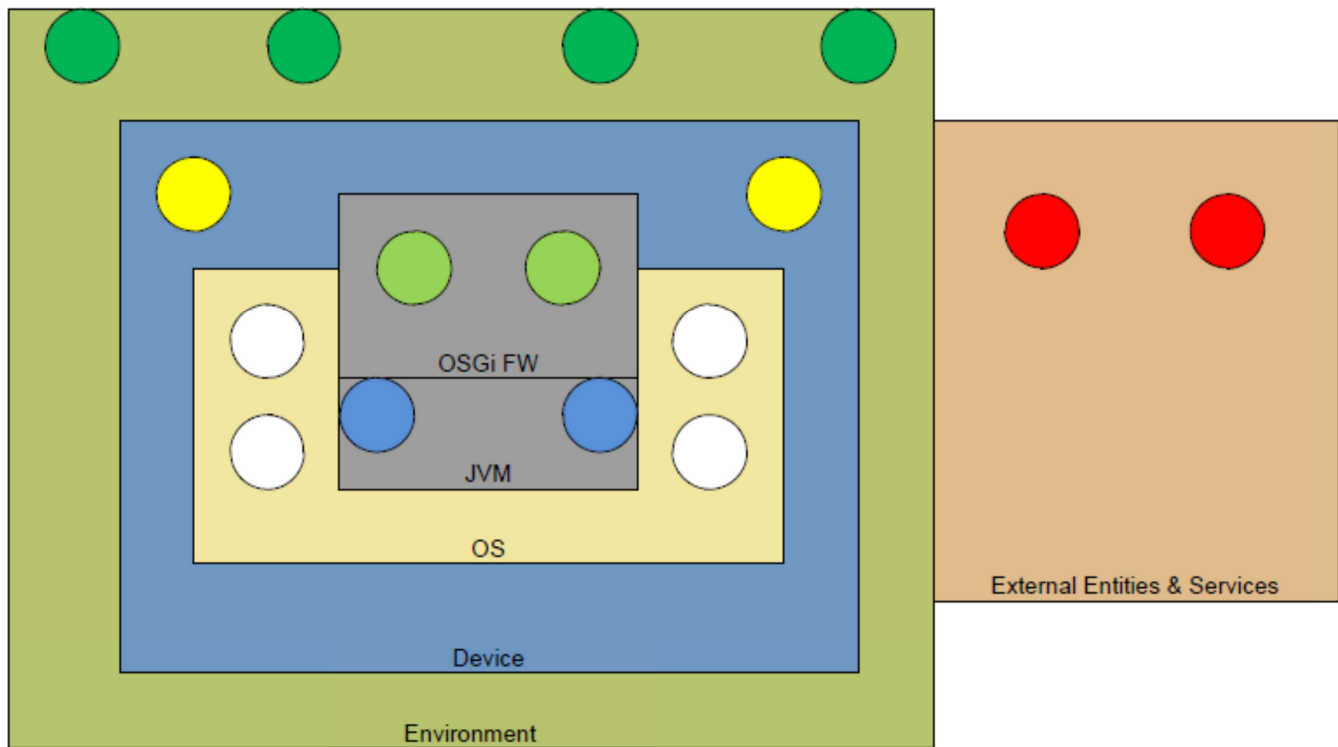 OSGi FW
JVM
OS
External Entities & Services
Device
Environment